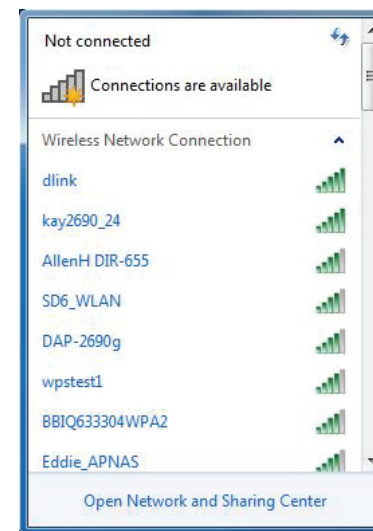 Not connected
Connections are available
Wireless Network Connection
dlink
kay2690_24
AllenH DIR-655
SD6_WLAN
DAP-2690g
wpstest1
BBIQ633304WPA2
Eddie_APNAS
Open Network and Sharing Center